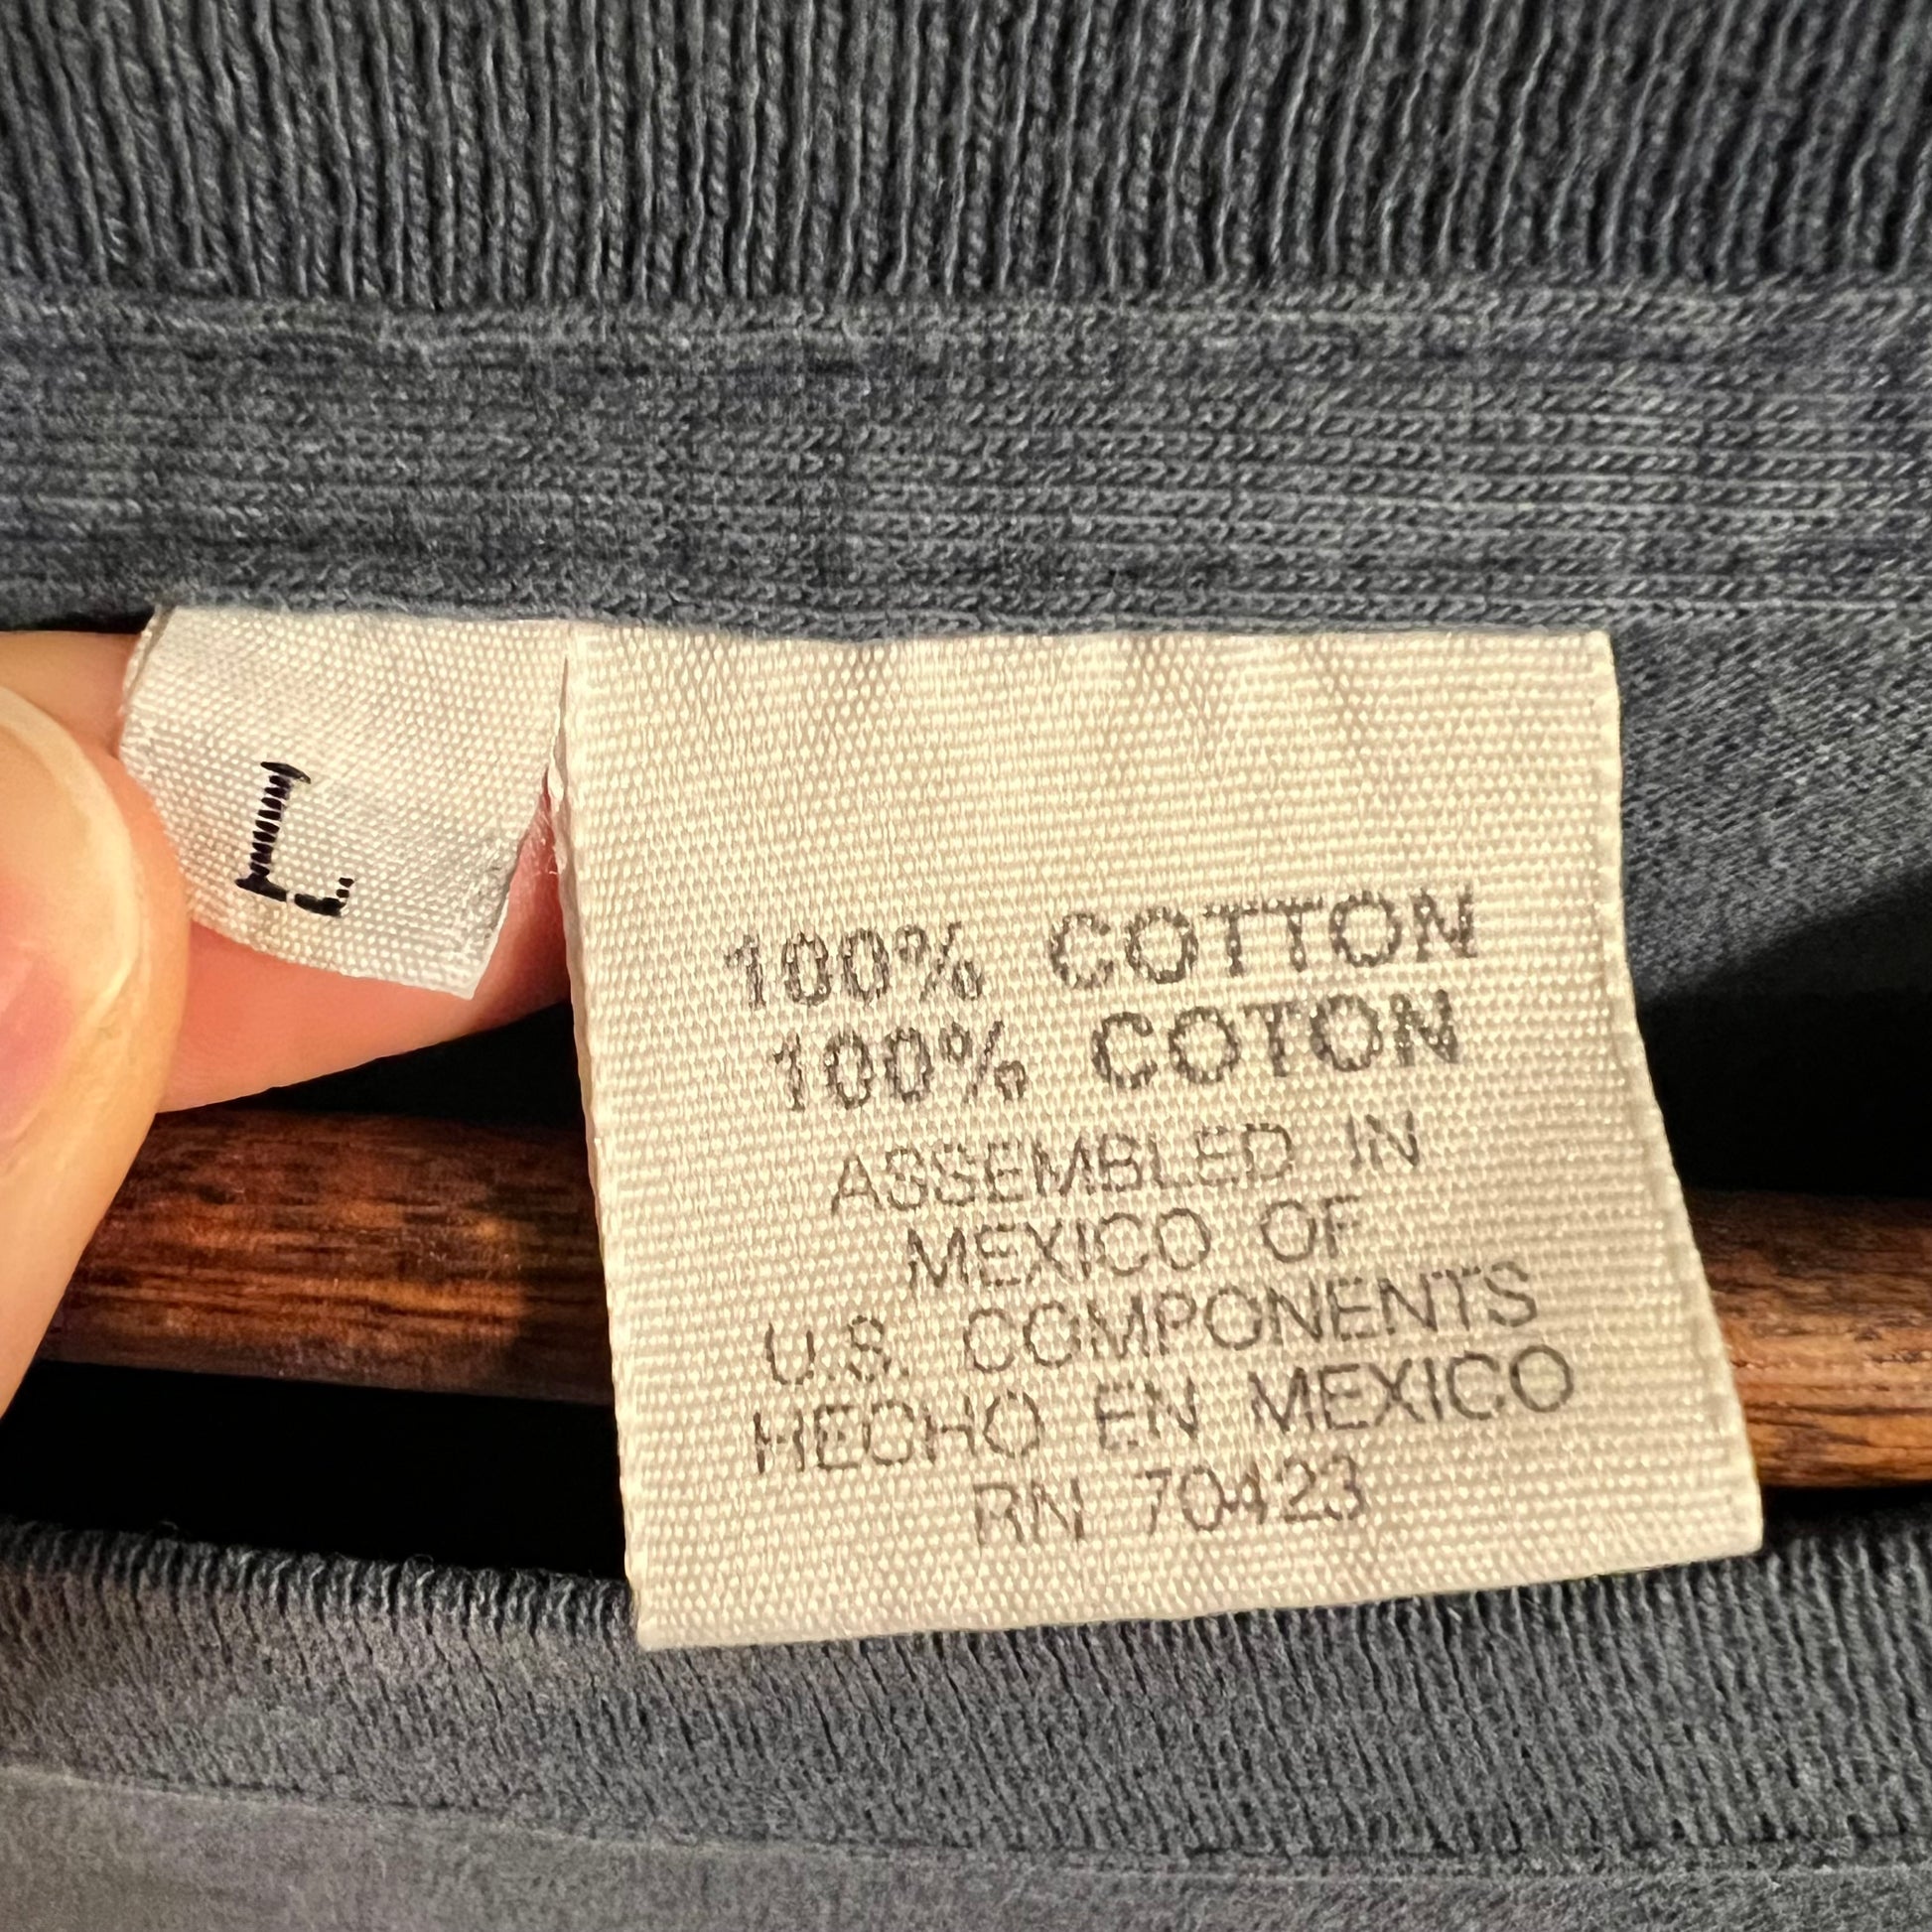 L
100% COTTON
100% COTON
ASSEMBLED IN
MEXICO OF
U.S. COMPONENTS
HECHO EN MEXICO
RN 70423